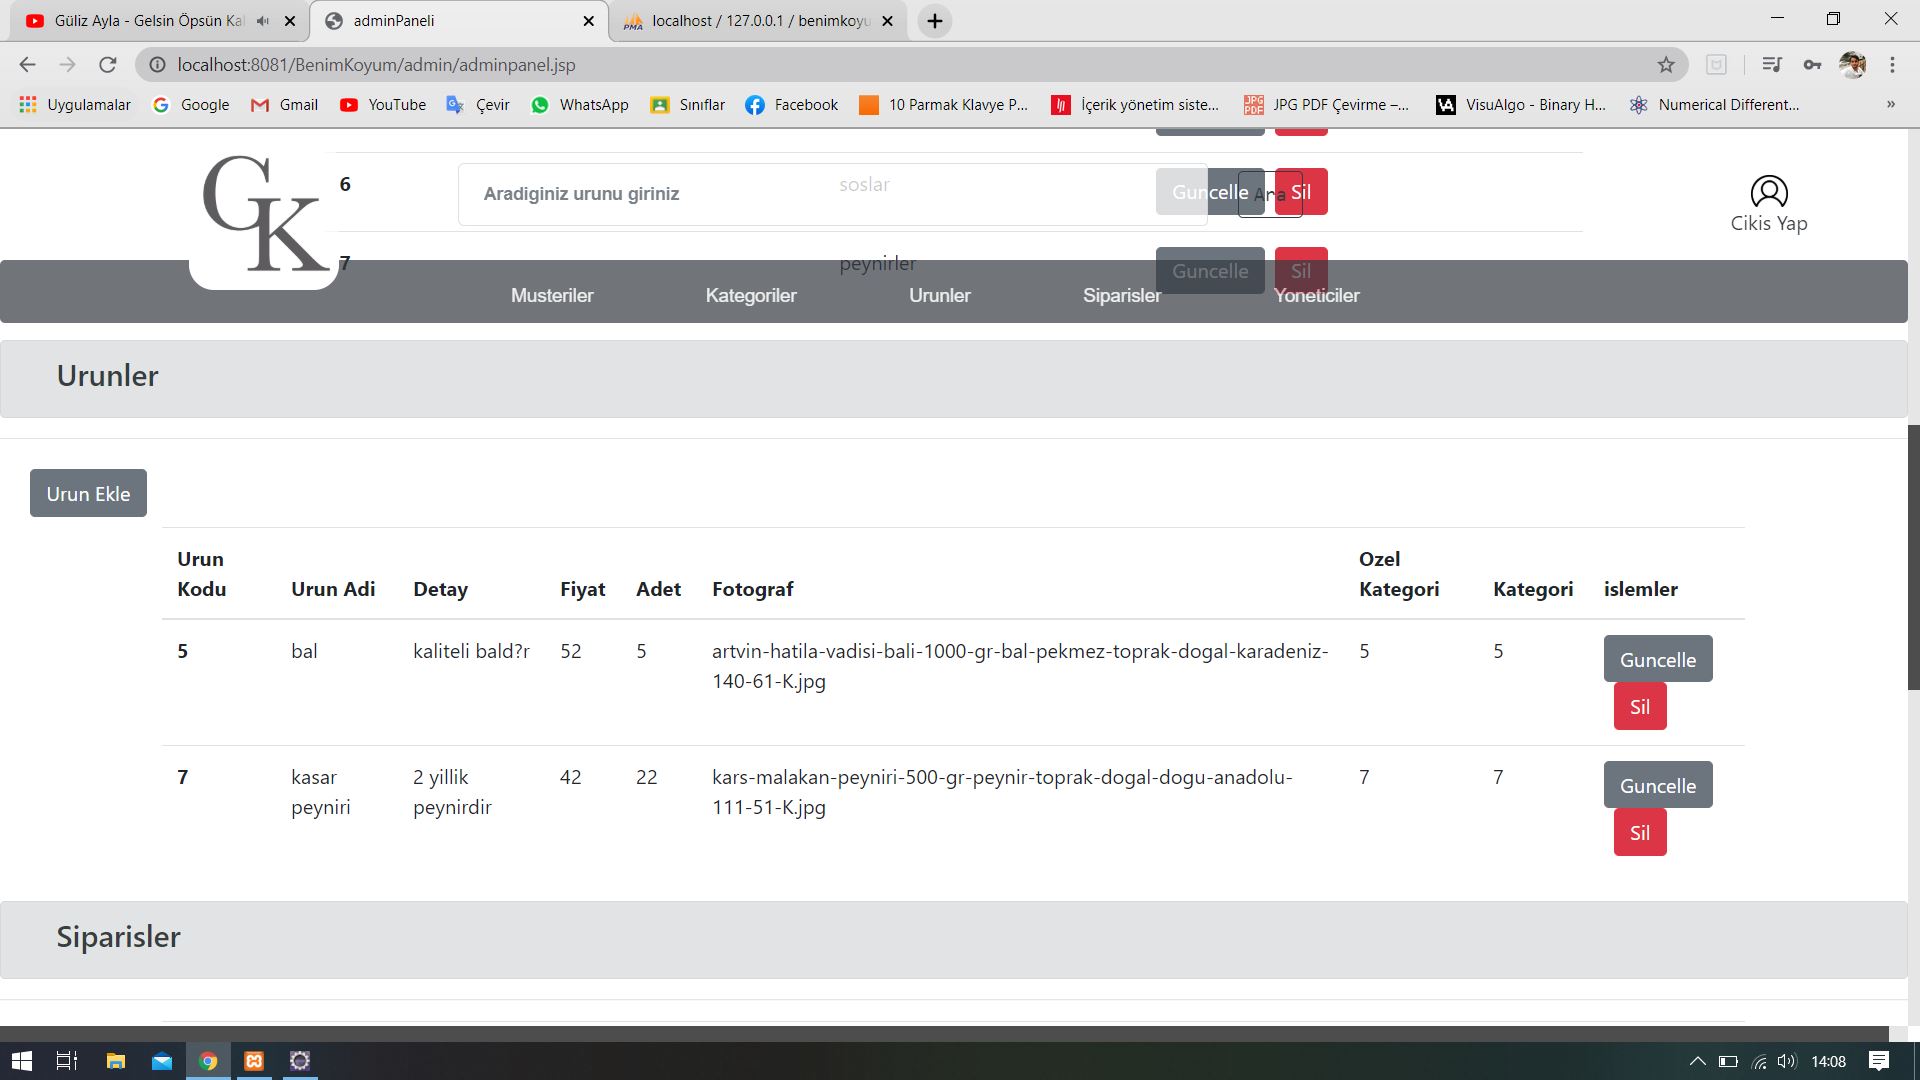 Güliz Ayla - Gelsin Öpsün Kal
adminPaneli
localhost / 127.0.0.1 / benimkoyu
localhost:8081/BenimKoyum/admin/adminpanel.jsp
Uygulamalar Google Gmail YouTube Çevir WhatsApp Sınıflar Facebook 10 Parmak Klavye P... İçerik yönetim siste... JPG PDF Çevirme –... VisuAlgo - Binary H... Numerical Different... »
GK
6 Aradiginiz urunu giriniz soslar Guncelle Ara Sil
Cikis Yap
7 peynirler Guncelle Sil
Musteriler Kategoriler Urunler Siparisler Yoneticiler
Urunler
Urun Ekle
Urun Kodu Urun Adi Detay Fiyat Adet Fotograf Ozel Kategori Kategori islemler
5 bal kaliteli bald?r 52 5 artvin-hatila-vadisi-bali-1000-gr-bal-pekmez-toprak-dogal-karadeniz- 5 5 Guncelle
140-61-K.jpg
Sil
7 kasar 2 yillik 42 22 kars-malakan-peyniri-500-gr-peynir-toprak-dogal-dogu-anadolu- 7 7 Guncelle
peyniri peynirdir 111-51-K.jpg
Sil
Siparisler
14:08